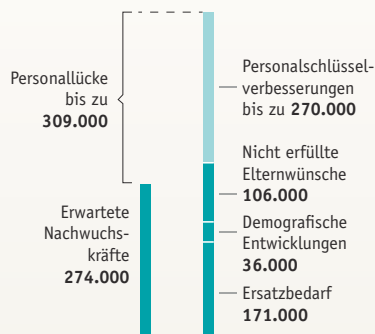 Personallücke
bis zu
309.000
Erwartete
Nachwuchs-
kräfte
274.000
Personalschlüssel-
verbesserungen
bis zu 270.000
Nicht erfüllte
Elternwünsche
106.000
Demografische
Entwicklungen
36.000
Ersatzbedarf
171.000